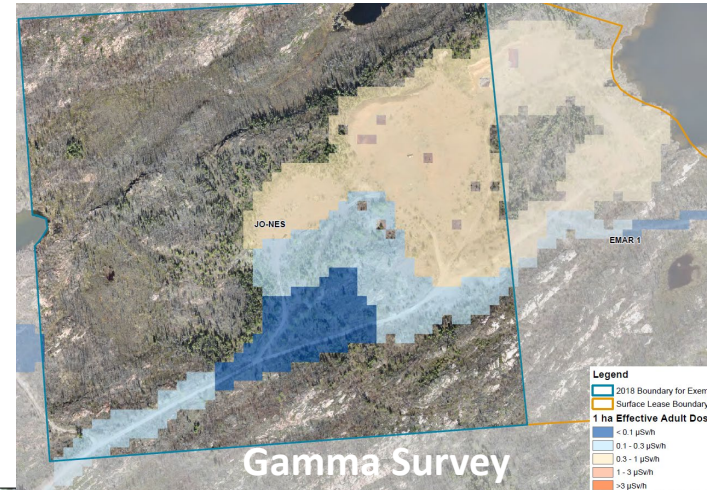 JO-NES
EMAR 1
Legend
2018 Boundary for Exem
Surface Lease Boundary
1 ha Effective Adult Dos
< 0.1 µSv/h
0.1 - 0.3 µSv/h
0.3 - 1 µSv/h
1 - 3 µSv/h
>3 µSv/h
Gamma Survey